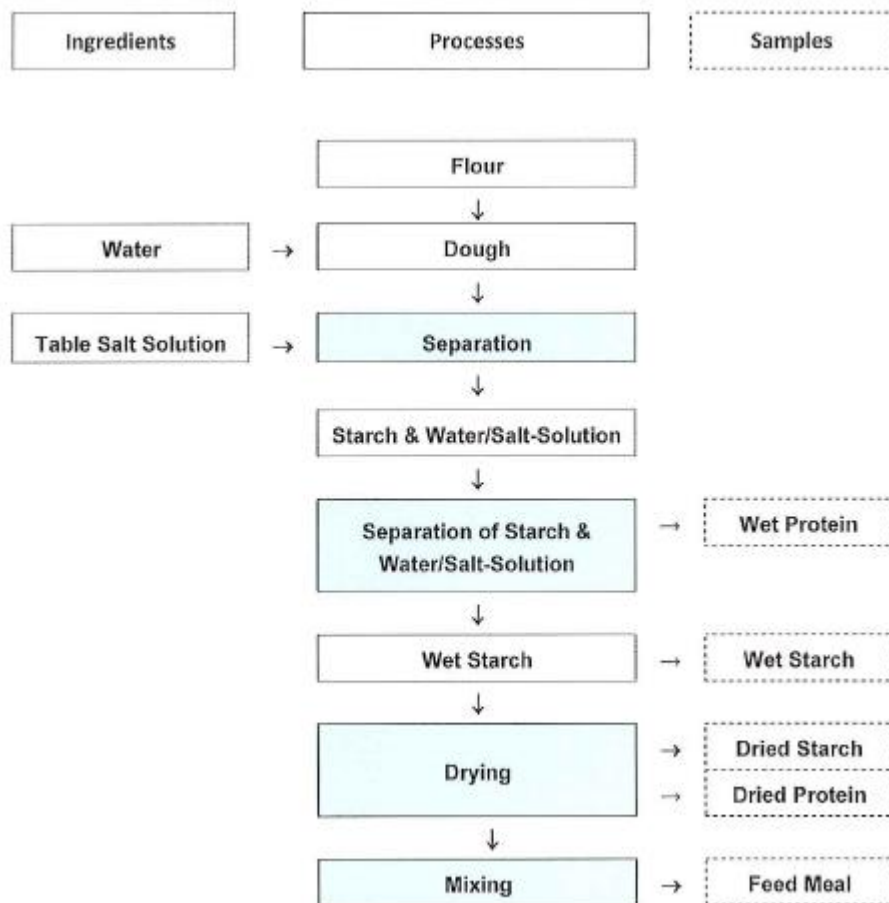 Ingredients
Processes
Samples
Flour
↓
Water
→
Dough
↓
Table Salt Solution
→
Separation
↓
Starch & Water/Salt-Solution
↓
Separation of Starch &
Water/Salt-Solution
→
Wet Protein
↓
Wet Starch
→
Wet Starch
↓
Drying
→
Dried Starch
→
Dried Protein
↓
Mixing
→
Feed Meal